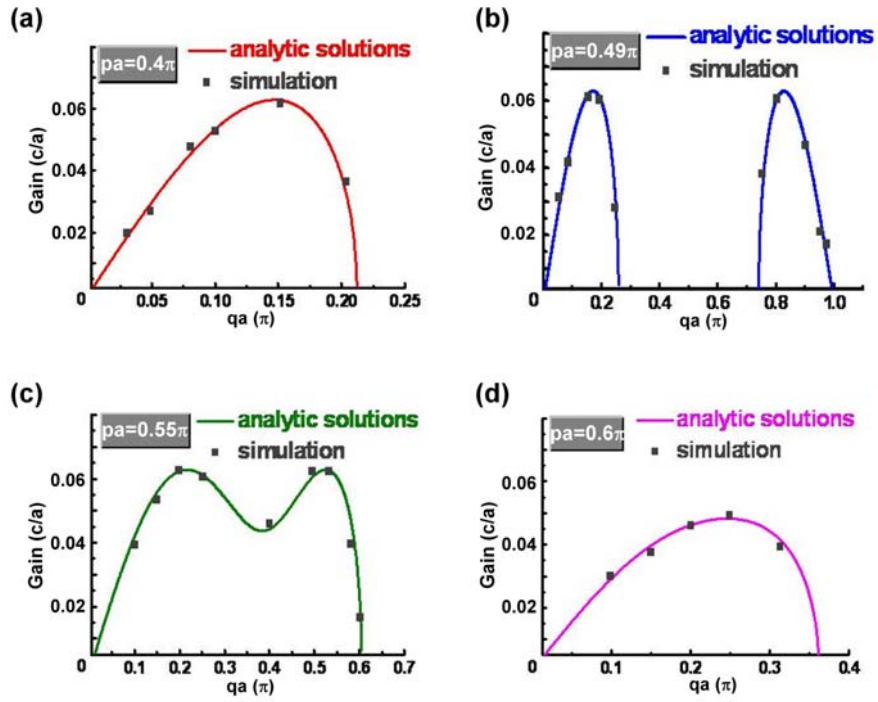 (a)
pa=0.4π
analytic solutions
simulation
Gain (c/a)
0.06
0.04
0.02
0.05
0.10
0.15
0.20
0.25
qa (π)
(b)
pa=0.49π
analytic solutions
simulation
Gain (c/a)
0.06
0.04
0.02
0
0.2
0.4
0.6
0.8
1.0
qa (π)
(c)
pa=0.55π
analytic solutions
simulation
Gain (c/a)
0.06
0.04
0.02
0
0.1
0.2
0.3
0.4
0.5
0.6
0.7
qa (π)
(d)
pa=0.6π
analytic solutions
simulation
Gain (c/a)
0.06
0.04
0.02
0
0.1
0.2
0.3
0.4
qa (π)